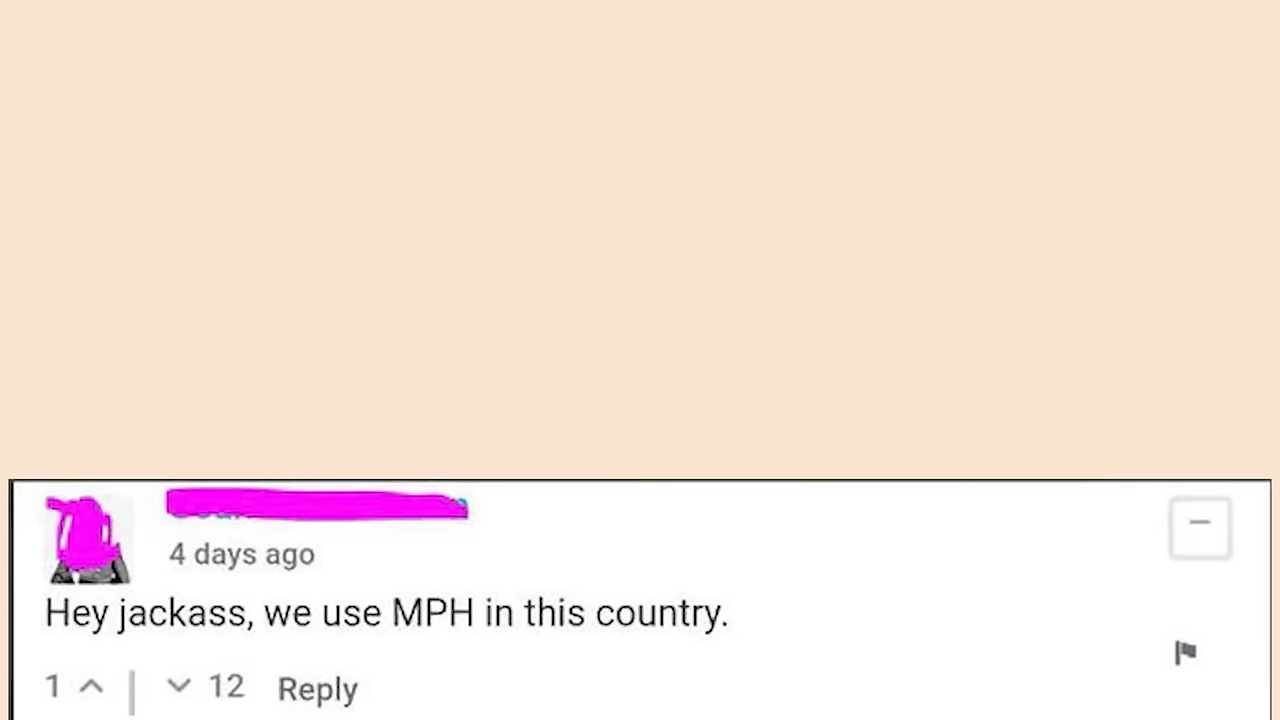 4 days ago
Hey jackass, we use MPH in this country.
1 12 Reply